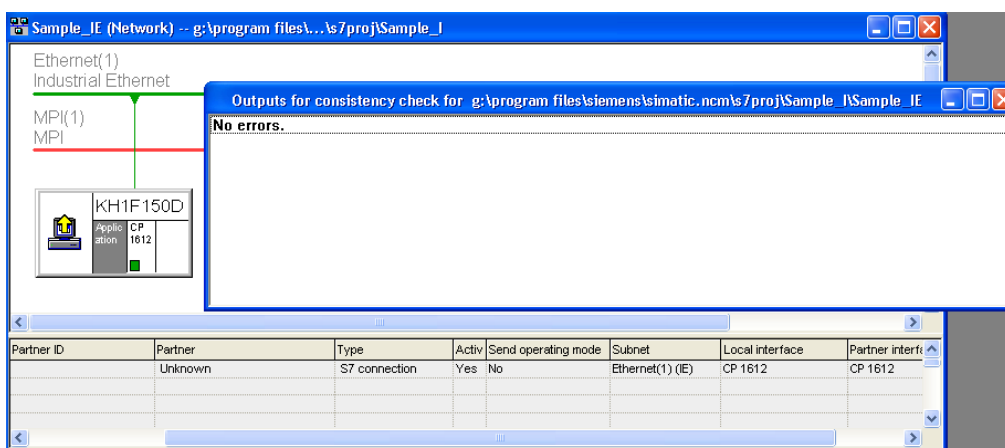 Sample_IE (Network) -- g:\program files\...\s7proj\Sample_I
Ethernet(1)
Industrial Ethernet
MPI(1)
MPI
Outputs for consistency check for g:\program files\siemens\simatic.ncm\s7proj\Sample_I\Sample_IE
No errors.
KH1F150D
Applic
ation
CP
1612
Partner ID Partner Type Activ Send operating mode Subnet Local interface Partner interfa
Unknown S7 connection Yes No Ethernet(1) (IE) CP 1612 CP 1612